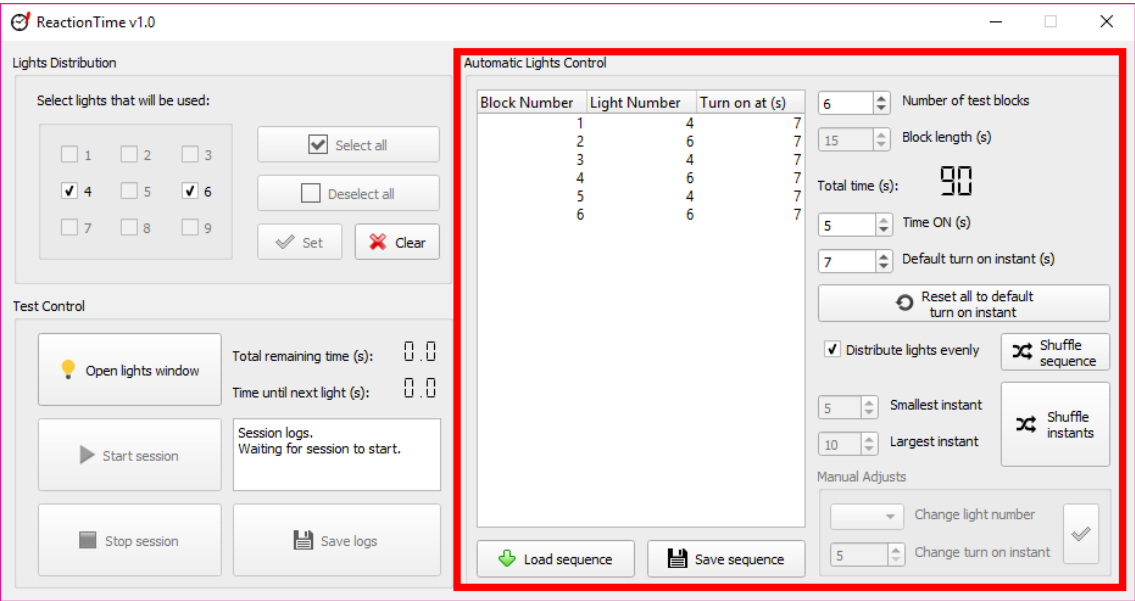 ReactionTime v1.0
Lights Distribution
Select lights that will be used:
1 2 3
4 5 6
7 8 9
Select all
Deselect all
Set Clear
Test Control
Open lights window
Total remaining time (s): 0.0
Time until next light (s): 0.0
Start session
Session logs.
Waiting for session to start.
Stop session
Save logs
Automatic Lights Control
Block Number Light Number Turn on at (s)
1 4 7
2 6 7
3 4 7
4 6 7
5 4 7
6 6 7
Load sequence
Save sequence
6 Number of test blocks
15 Block length (s)
Total time (s): 90
5 Time ON (s)
7 Default turn on instant (s)
Reset all to default
turn on instant
Distribute lights evenly
Shuffle
sequence
5 Smallest instant
10 Largest instant
Shuffle
instants
Manual Adjusts
Change light number
5 Change turn on instant